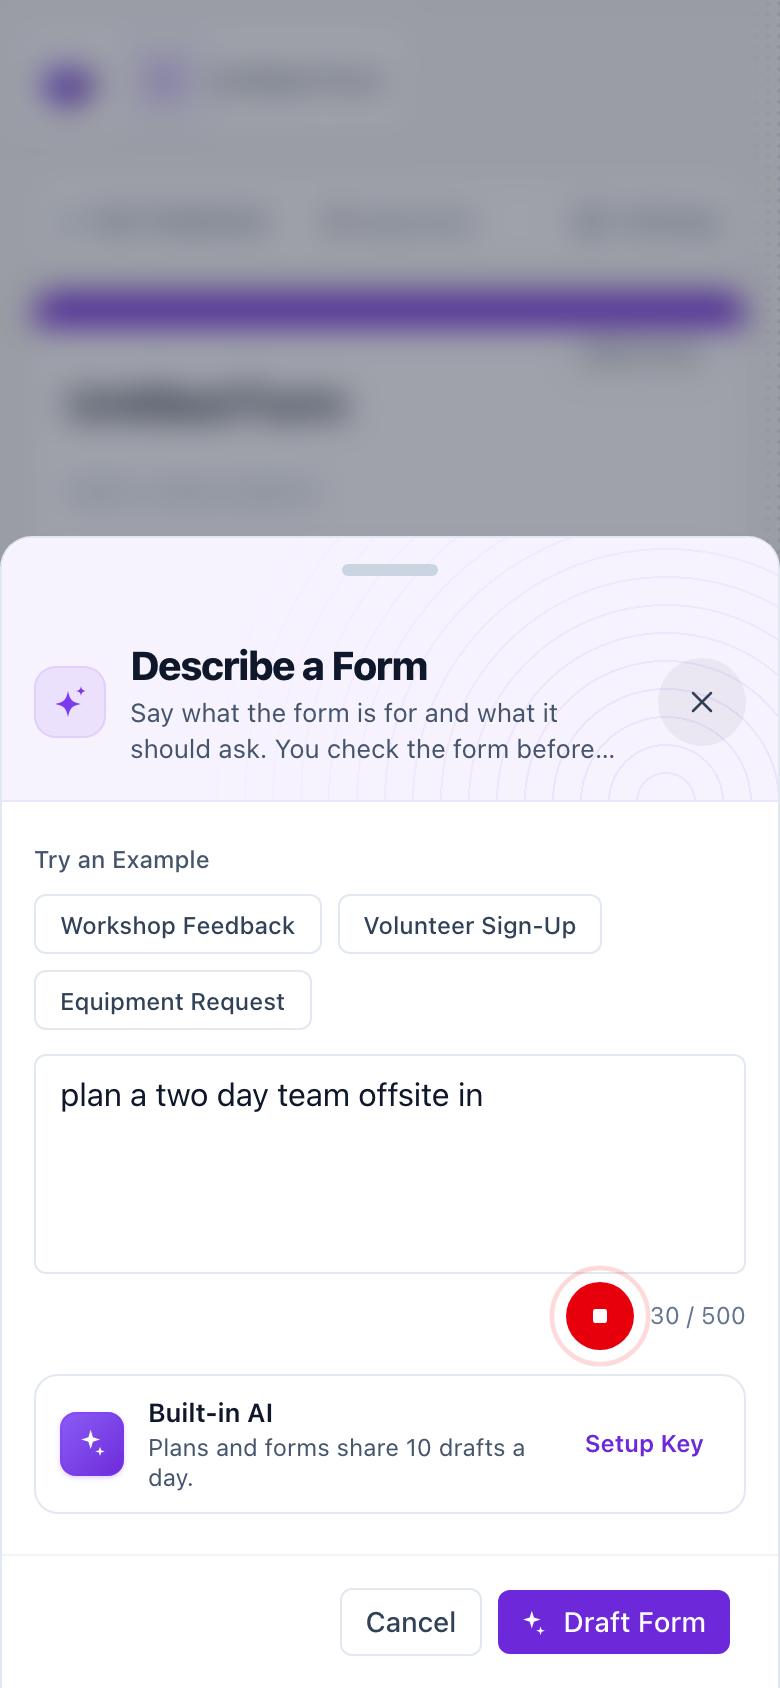 Describe a Form
Say what the form is for and what it
should ask. You check the form before...
Try an Example
Workshop Feedback
Volunteer Sign-Up
Equipment Request
plan a two day team offsite in
30 / 500
Built-in AI
Plans and forms share 10 drafts a
day.
Setup Key
Cancel
Draft Form